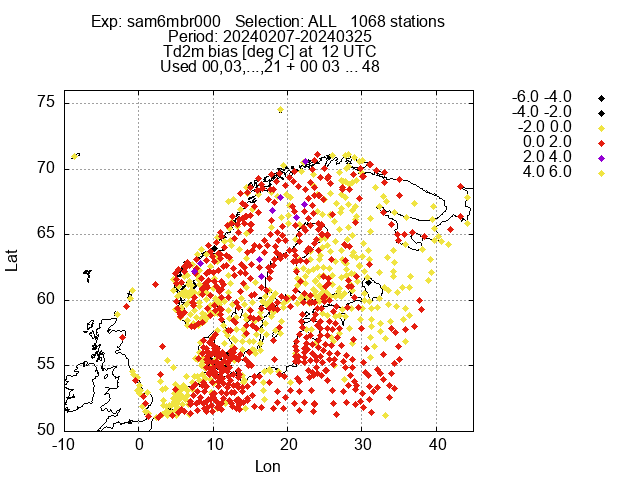 Exp: sam6mbr000 Selection: ALL 1068 stations
Period: 20240207-20240325
Td2m bias [deg C] at 12 UTC
Used 00,03,...,21 + 00 03 ... 48
-6.0 -4.0
-4.0 -2.0
-2.0 0.0
0.0 2.0
2.0 4.0
4.0 6.0
75
70
65
60
55
50
Lat
-10 0 10 20 30 40
Lon